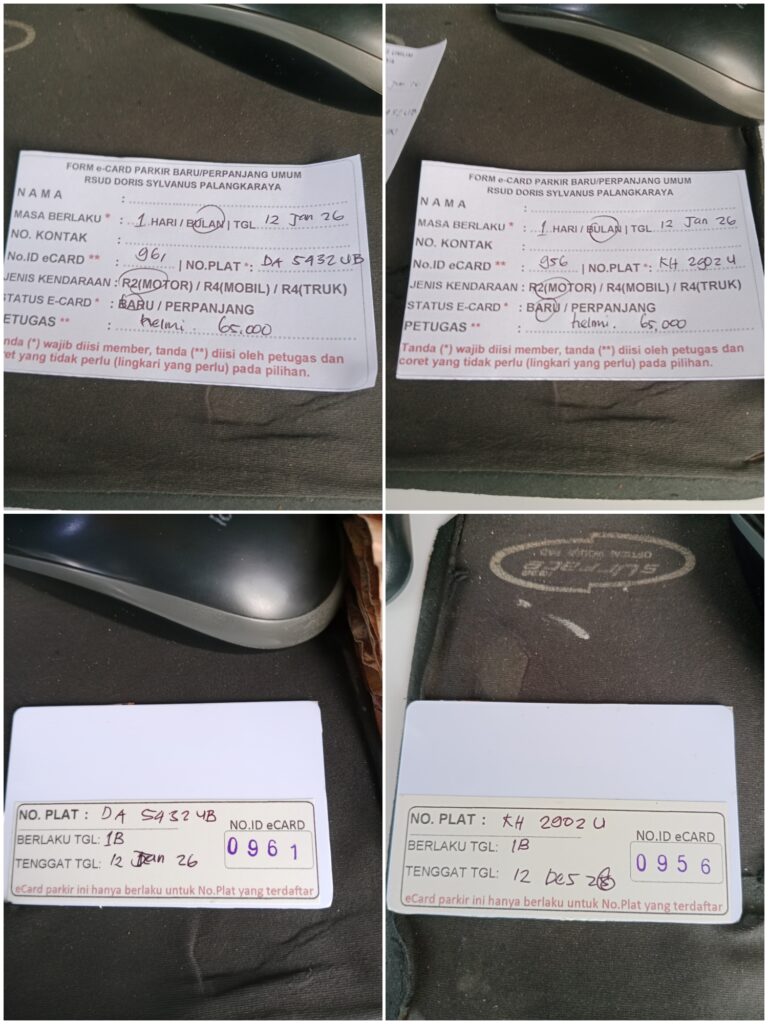 FORM e-CARD PARKIR BARU/PERPANJANG UMUM
RSUD DORIS SYLVANUS PALANGKARAYA
NAMA :
MASA BERLAKU * : 1 HARI / BULAN | TGL 12 Jan 26
NO. KONTAK :
No.ID eCARD ** : 961 | NO.PLAT *: DA 5432 UB
JENIS KENDARAAN : R2(MOTOR) / R4(MOBIL) / R4(TRUK)
STATUS E-CARD * : BARU / PERPANJANG
PETUGAS ** : helmi. 65.000
nda (*) wajib diisi member, tanda (**) diisi oleh petugas dan
oret yang tidak perlu (lingkari yang perlu) pada pilihan.
FORM e-CARD PARKIR BARU/PERPANJANG UMUM
RSUD DORIS SYLVANUS PALANGKARAYA
NAMA :
MASA BERLAKU * : 1 HARI / BULAN | TGL 12 Jan 26
NO. KONTAK :
No.ID eCARD ** : 956 | NO.PLAT *: KH 2902 U
JENIS KENDARAAN : R2(MOTOR) / R4(MOBIL) / R4(TRUK)
STATUS E-CARD * : BARU / PERPANJANG
PETUGAS ** : helmi. 65.000
Tanda (*) wajib diisi member, tanda (**) diisi oleh petugas dan
coret yang tidak perlu (lingkari yang perlu) pada pilihan.
NO. PLAT : DA 5432 UB
BERLAKU TGL: 1B
TENGGAT TGL: 12 Jan 26
NO.ID eCARD
0961
eCard parkir ini hanya berlaku untuk No.Plat yang terdaftar
SURFACE
OPTICAL MOUSE PAD
NO. PLAT : KH 2902 U
BERLAKU TGL: 1B
TENGGAT TGL: 12 Des
NO.ID eCARD
0956
eCard parkir ini hanya berlaku untuk No.Plat yang terdaftar